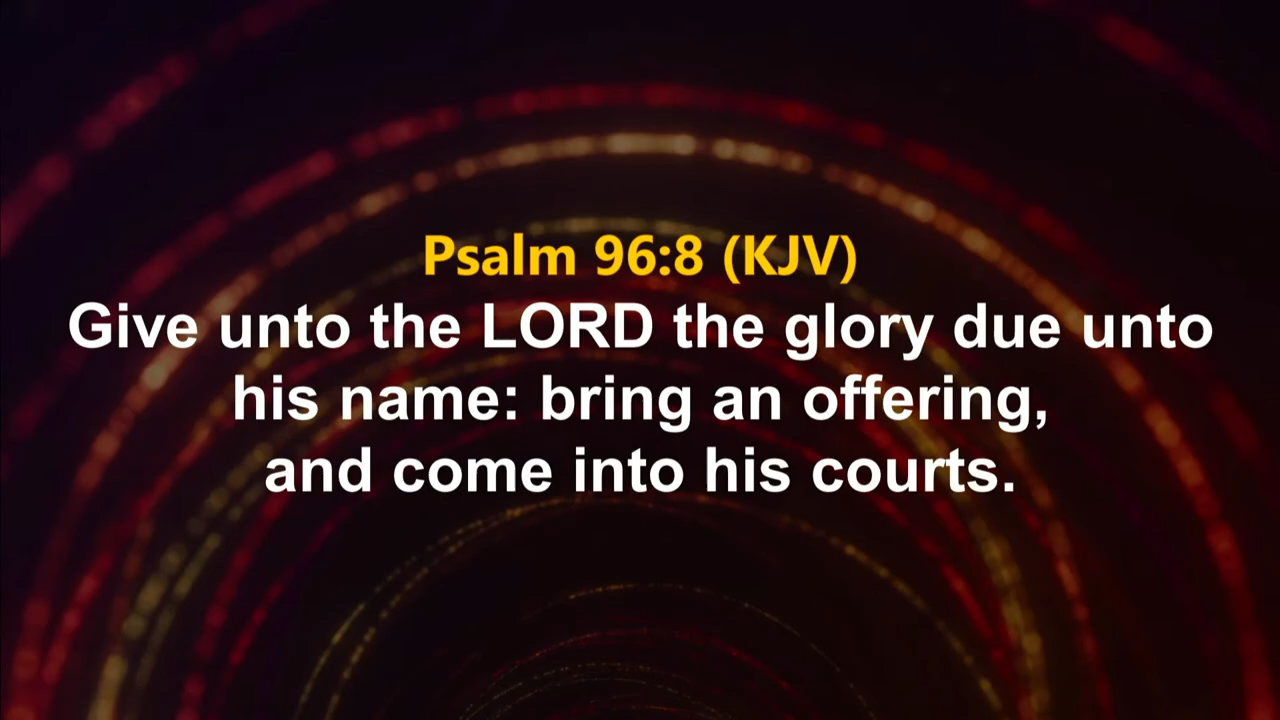 Psalm 96:8 (KJV)
Give unto the LORD the glory due unto
his name: bring an offering,
and come into his courts.